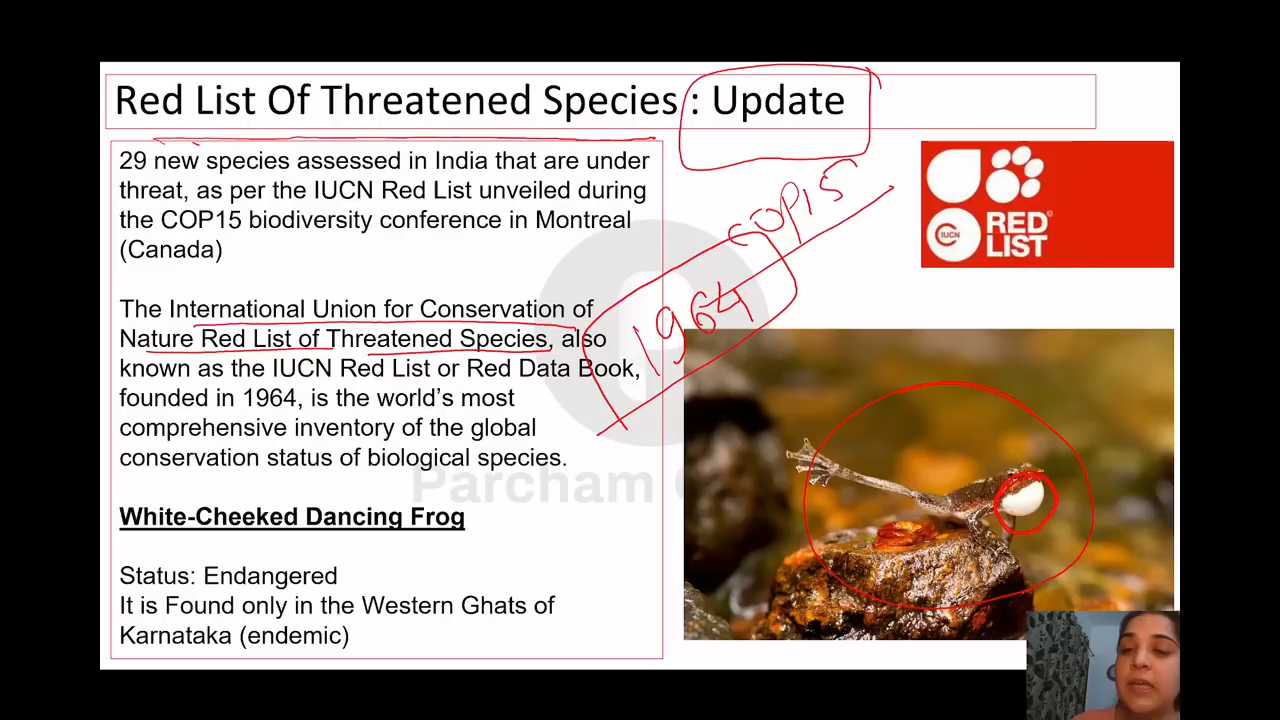 Red List Of Threatened Species : Update
29 new species assessed in India that are under
threat, as per the IUCN Red List unveiled during
the COP15 biodiversity conference in Montreal
(Canada)
The International Union for Conservation of
Nature Red List of Threatened Species, also
known as the IUCN Red List or Red Data Book,
founded in 1964, is the world's most
comprehensive inventory of the global
conservation status of biological species.
White-Cheeked Dancing Frog
Status: Endangered
It is Found only in the Western Ghats of
Karnataka (endemic)
COP15
1964
IUCN
RED
LIST
Parcham